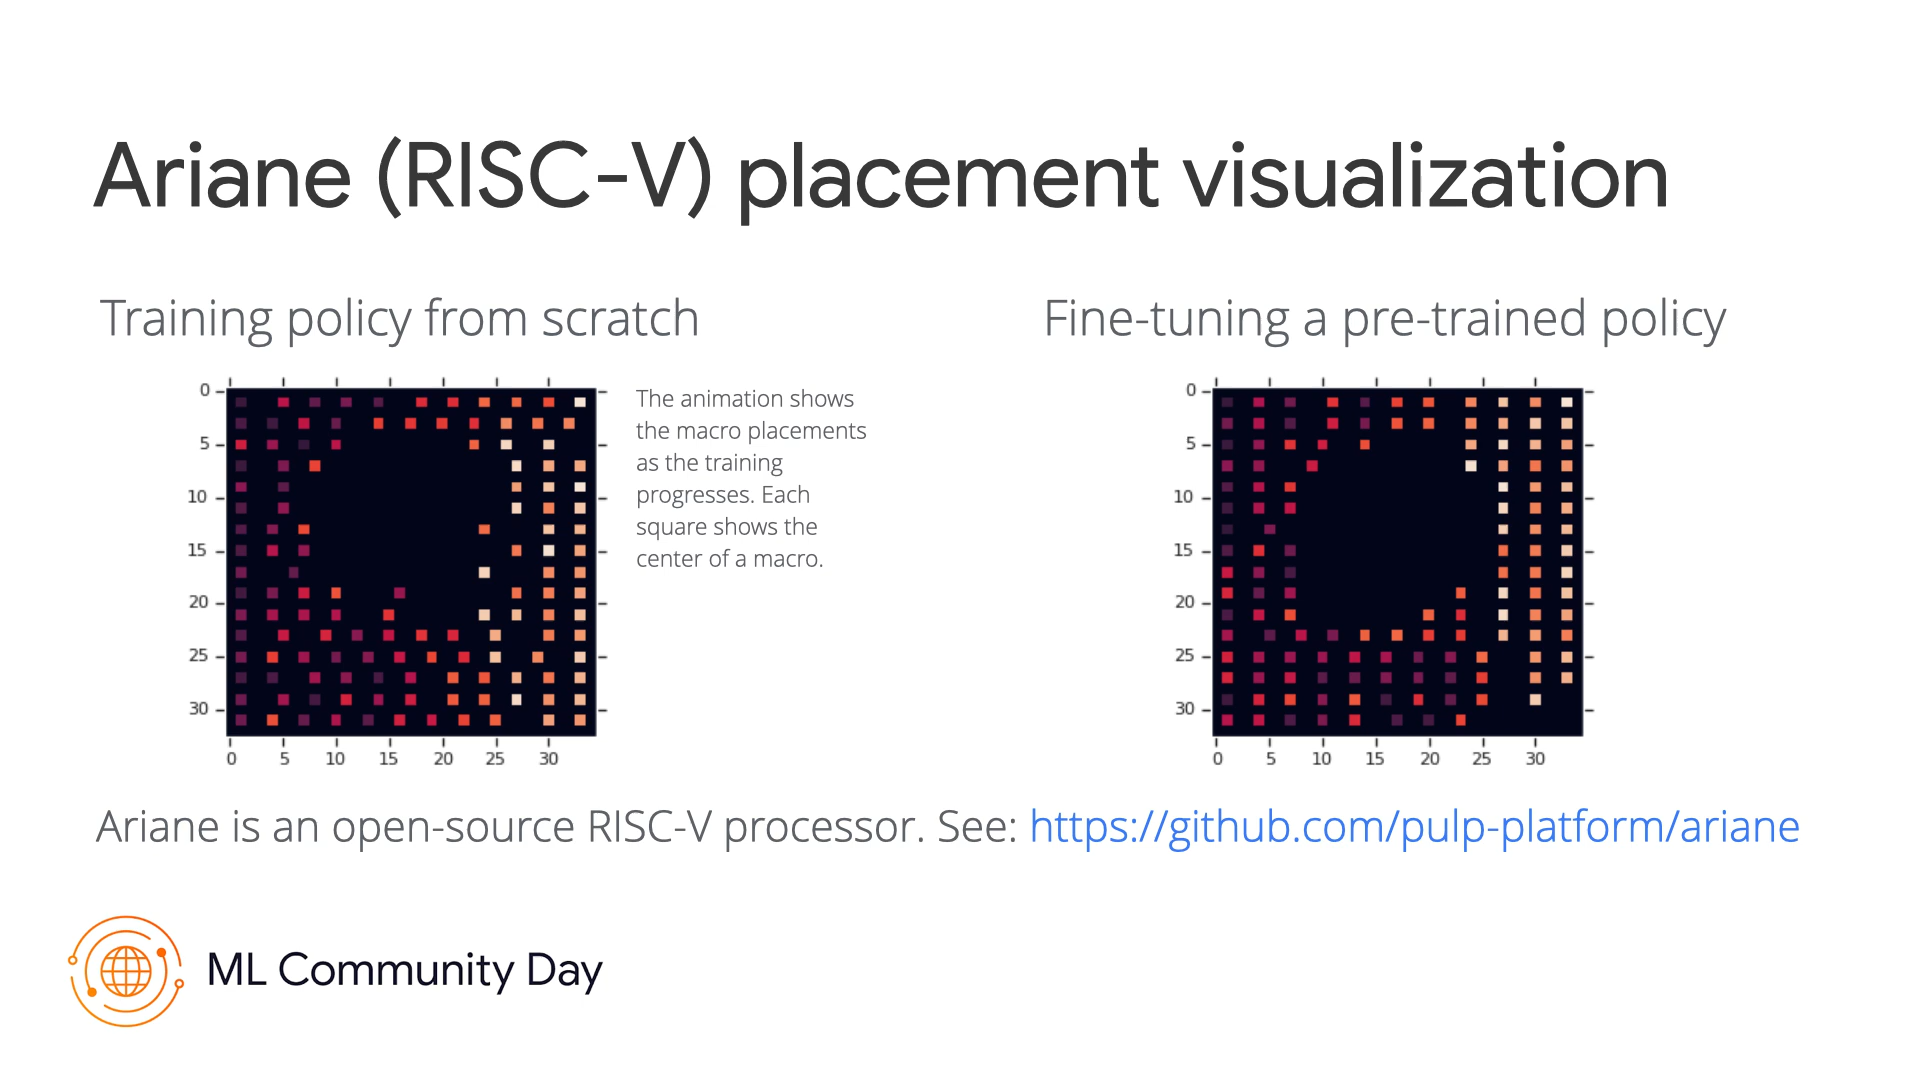 Ariane (RISC-V) placement visualization
Training policy from scratch
Fine-tuning a pre-trained policy
0
5
10
15
20
25
30
0 5 10 15 20 25 30
The animation shows
the macro placements
as the training
progresses. Each
square shows the
center of a macro.
0
5
10
15
20
25
30
0 5 10 15 20 25 30
Ariane is an open-source RISC-V processor. See: https://github.com/pulp-platform/ariane
ML Community Day